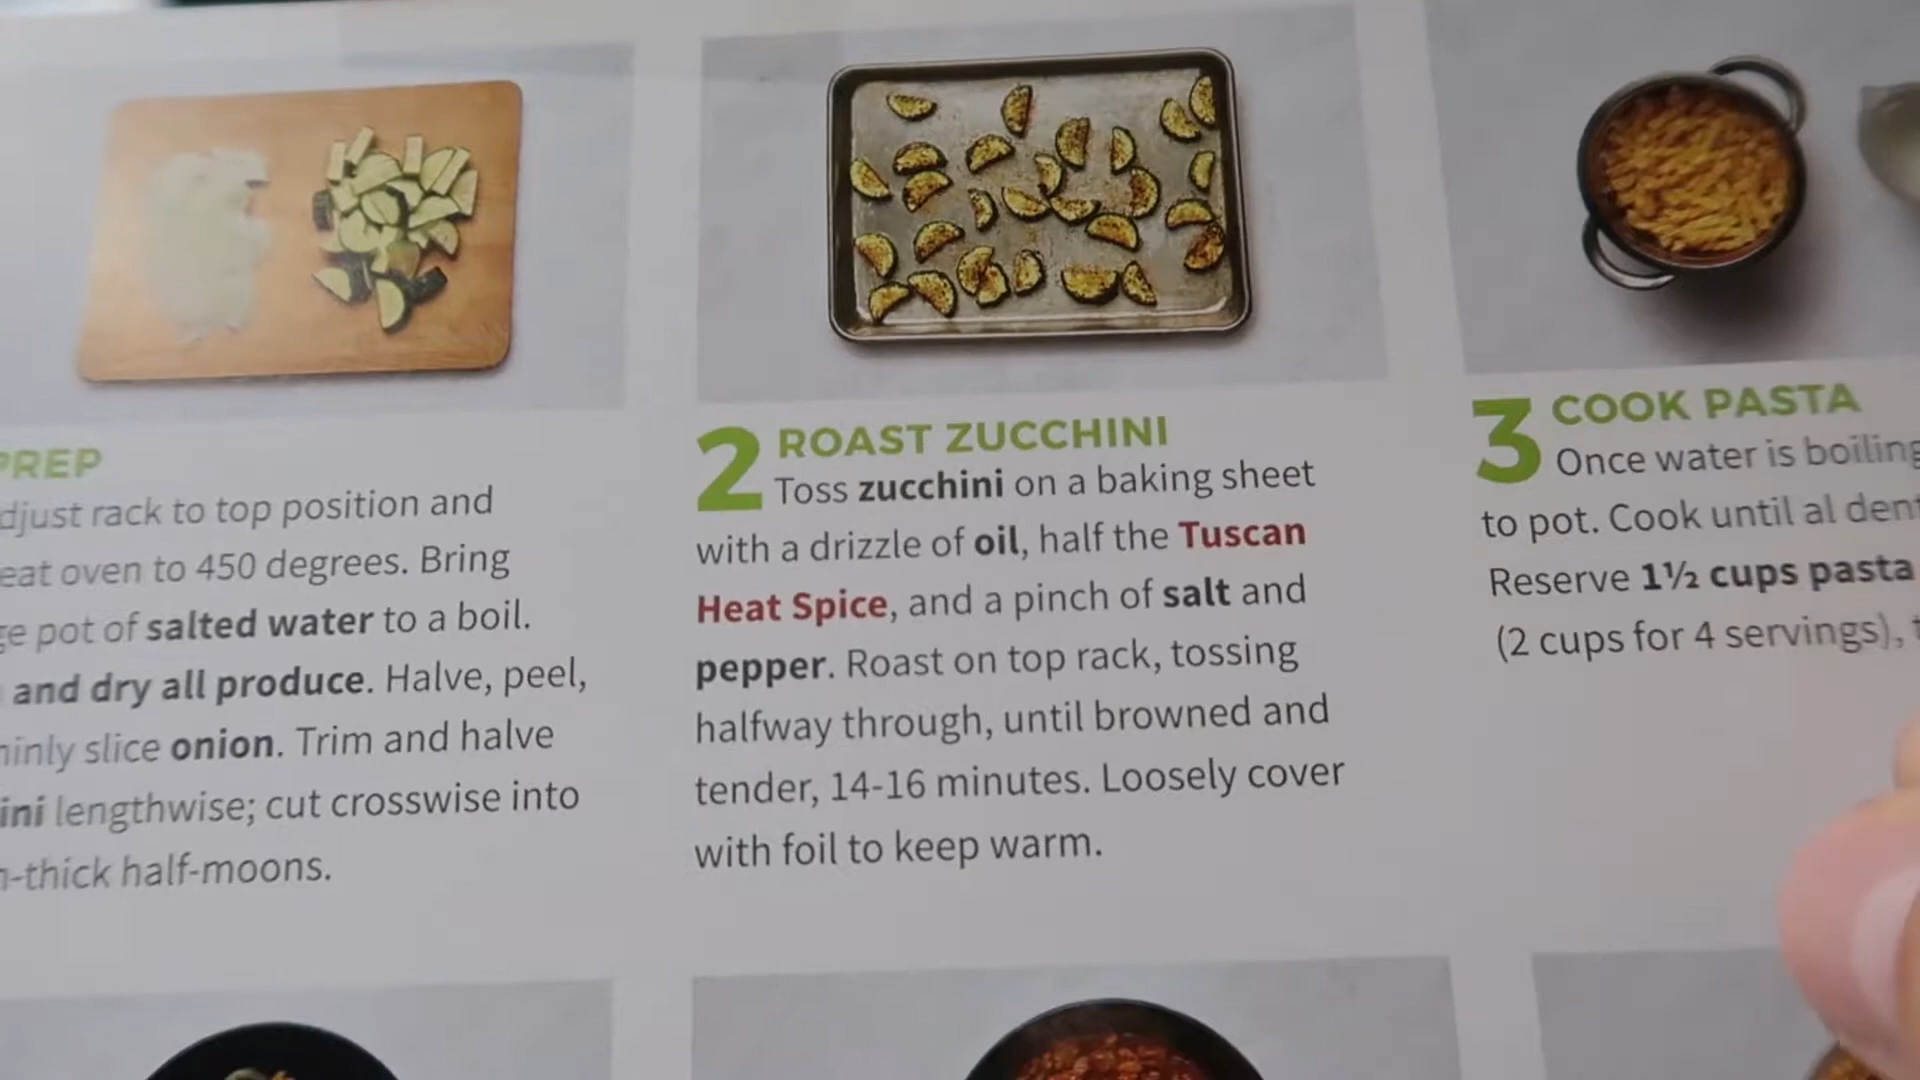 PREP
djust rack to top position and
eat oven to 450 degrees. Bring
ge pot of salted water to a boil.
and dry all produce. Halve, peel,
inly slice onion. Trim and halve
ini lengthwise; cut crosswise into
-thick half-moons.
2 ROAST ZUCCHINI
Toss zucchini on a baking sheet
with a drizzle of oil, half the Tuscan
Heat Spice, and a pinch of salt and
pepper. Roast on top rack, tossing
halfway through, until browned and
tender, 14-16 minutes. Loosely cover
with foil to keep warm.
3 COOK PASTA
Once water is boiling
to pot. Cook until al dent
Reserve 1½ cups pasta
(2 cups for 4 servings), t